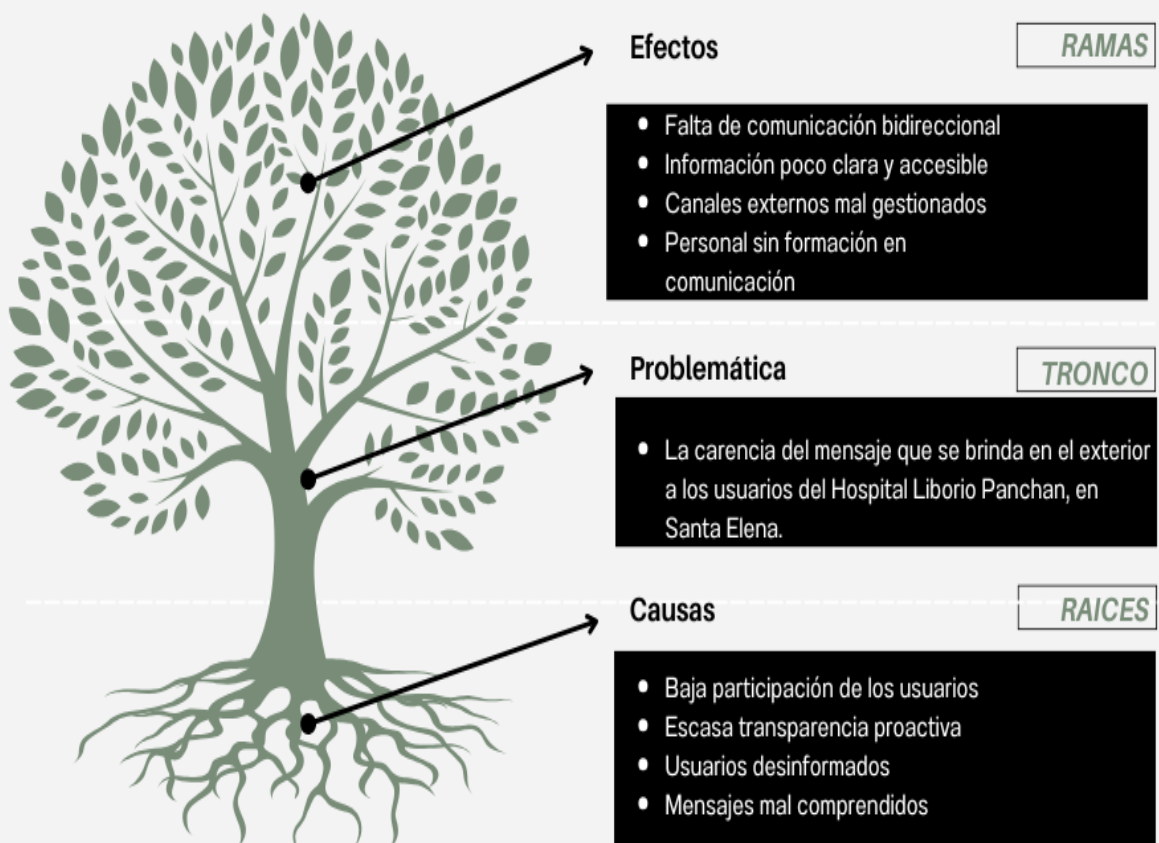 Efectos
RAMAS
• Falta de comunicación bidireccional
• Información poco clara y accesible
• Canales externos mal gestionados
• Personal sin formación en
comunicación
Problemática
TRONCO
• La carencia del mensaje que se brinda en el exterior
a los usuarios del Hospital Liborio Panchan, en
Santa Elena.
Causas
RAICES
• Baja participación de los usuarios
• Escasa transparencia proactiva
• Usuarios desinformados
• Mensajes mal comprendidos